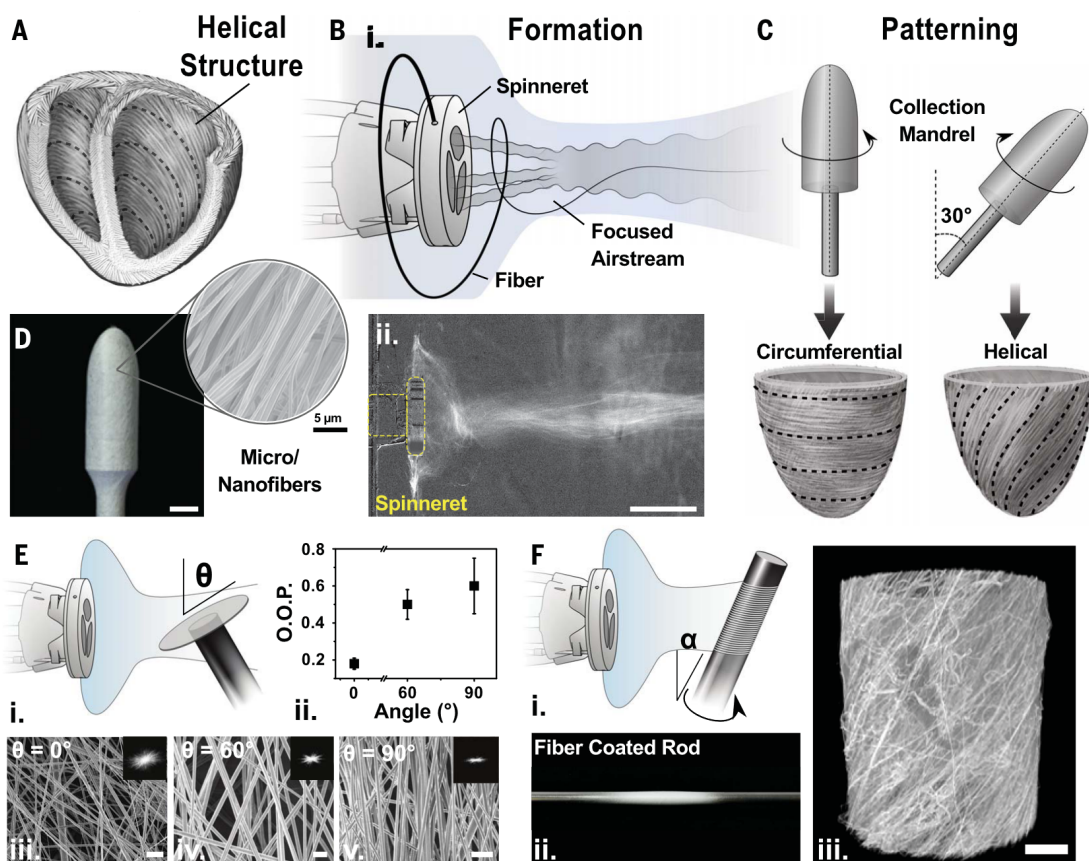 A
Helical
Structure
B
i.
Formation
Spinneret
Focused
Airstream
Fiber
C
Patterning
Collection
Mandrel
30°
Circumferential
Helical
D
5 µm
Micro/
Nanofibers
ii.
Spinneret
E
θ
i.
0.8
0.6
0.4
0.2
O.O.P.
0
60
90
Angle (°)
ii.
θ = 0°
iii.
θ = 60°
iv.
θ = 90°
v.
F
α
i.
Fiber Coated Rod
ii.
iii.